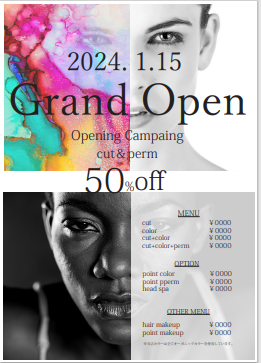 2024. 1.15
Grand Open
Opening Campaing
cut＆perm
50%off
MENU
cut ¥0000
color ¥0000
cut+color ¥0000
cut+color+perm ¥0000
OPTION
point color ¥0000
point pperm ¥0000
head spa ¥0000
OTHER MENU
hair makeup ¥0000
point makeup ¥0000